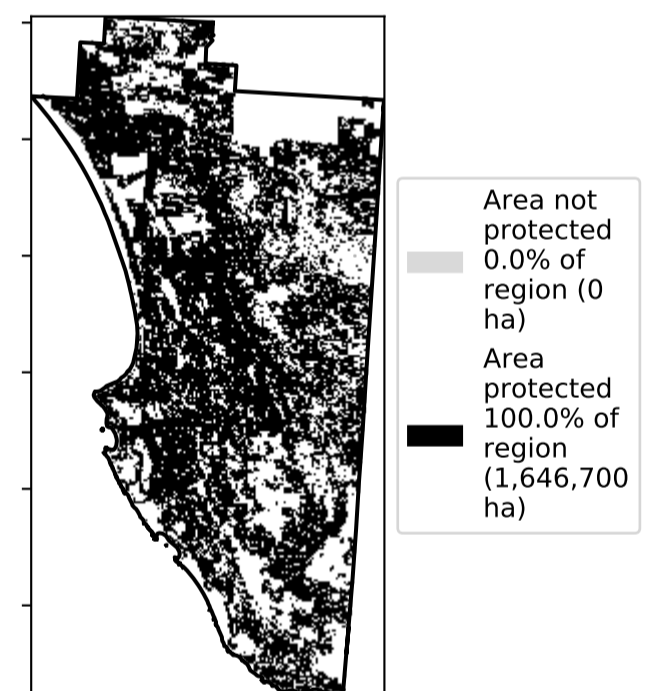 Area not
protected
0.0% of
region (0
ha)
Area
protected
100.0% of
region
(1,646,700
ha)